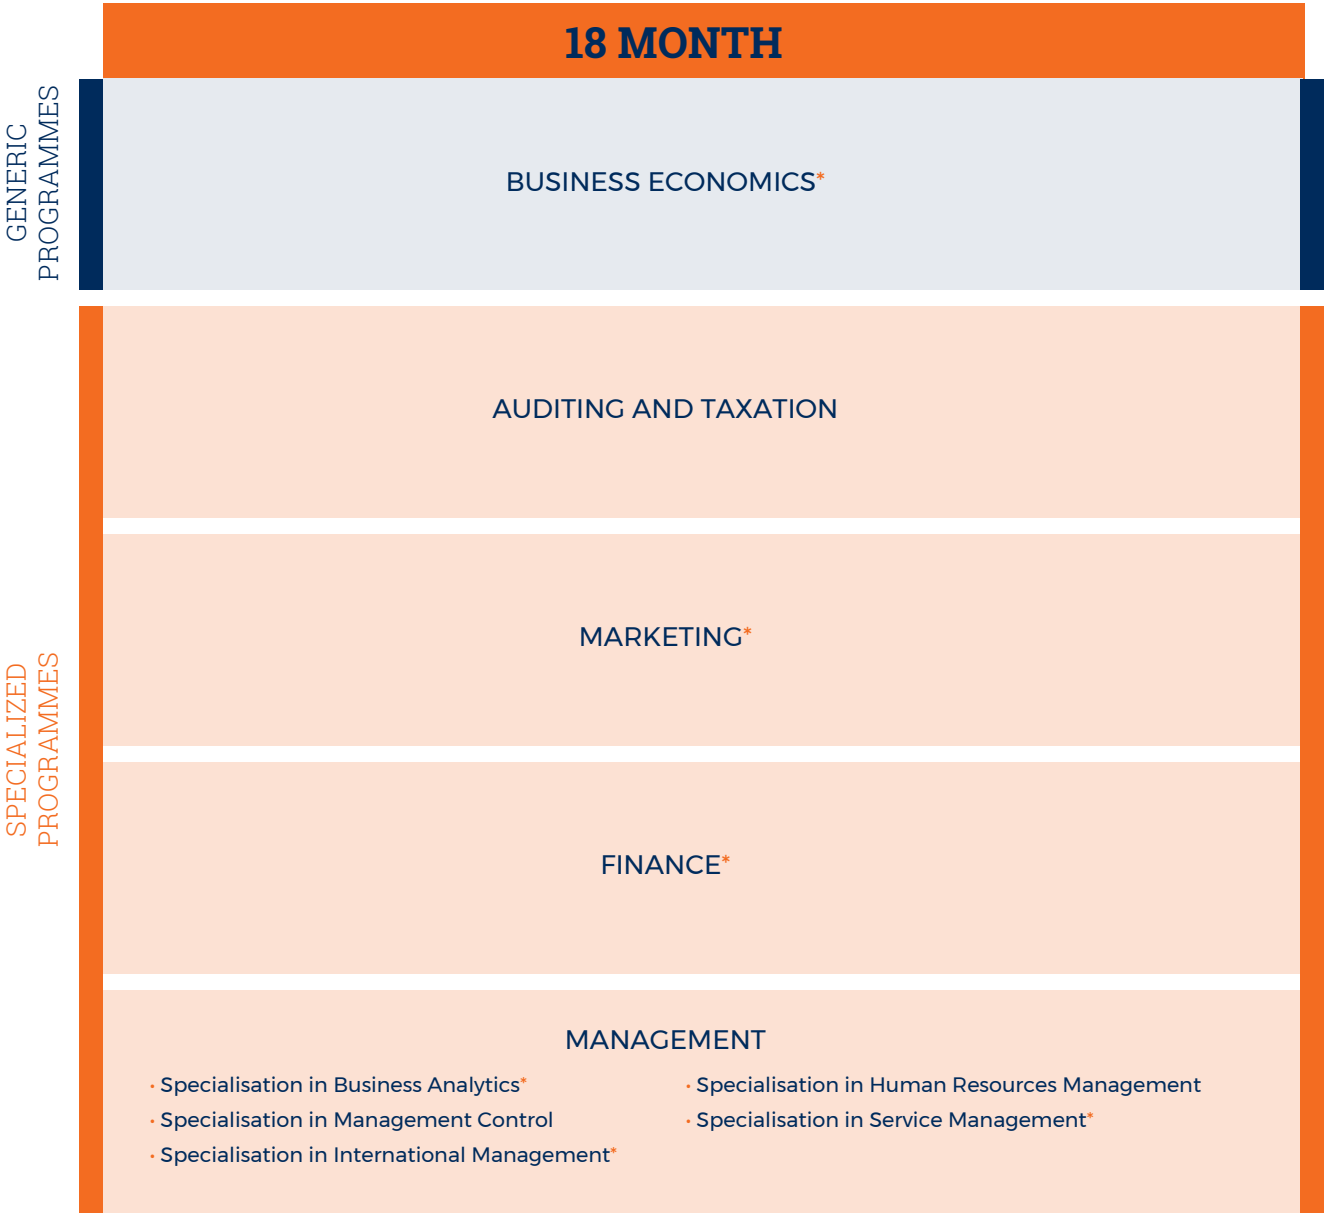 18 MONTH
GENERIC
PROGRAMMES
BUSINESS ECONOMICS*
SPECIALIZED
PROGRAMMES
AUDITING AND TAXATION
MARKETING*
FINANCE*
MANAGEMENT
· Specialisation in Business Analytics*
· Specialisation in Management Control
· Specialisation in International Management*
· Specialisation in Human Resources Management
· Specialisation in Service Management*